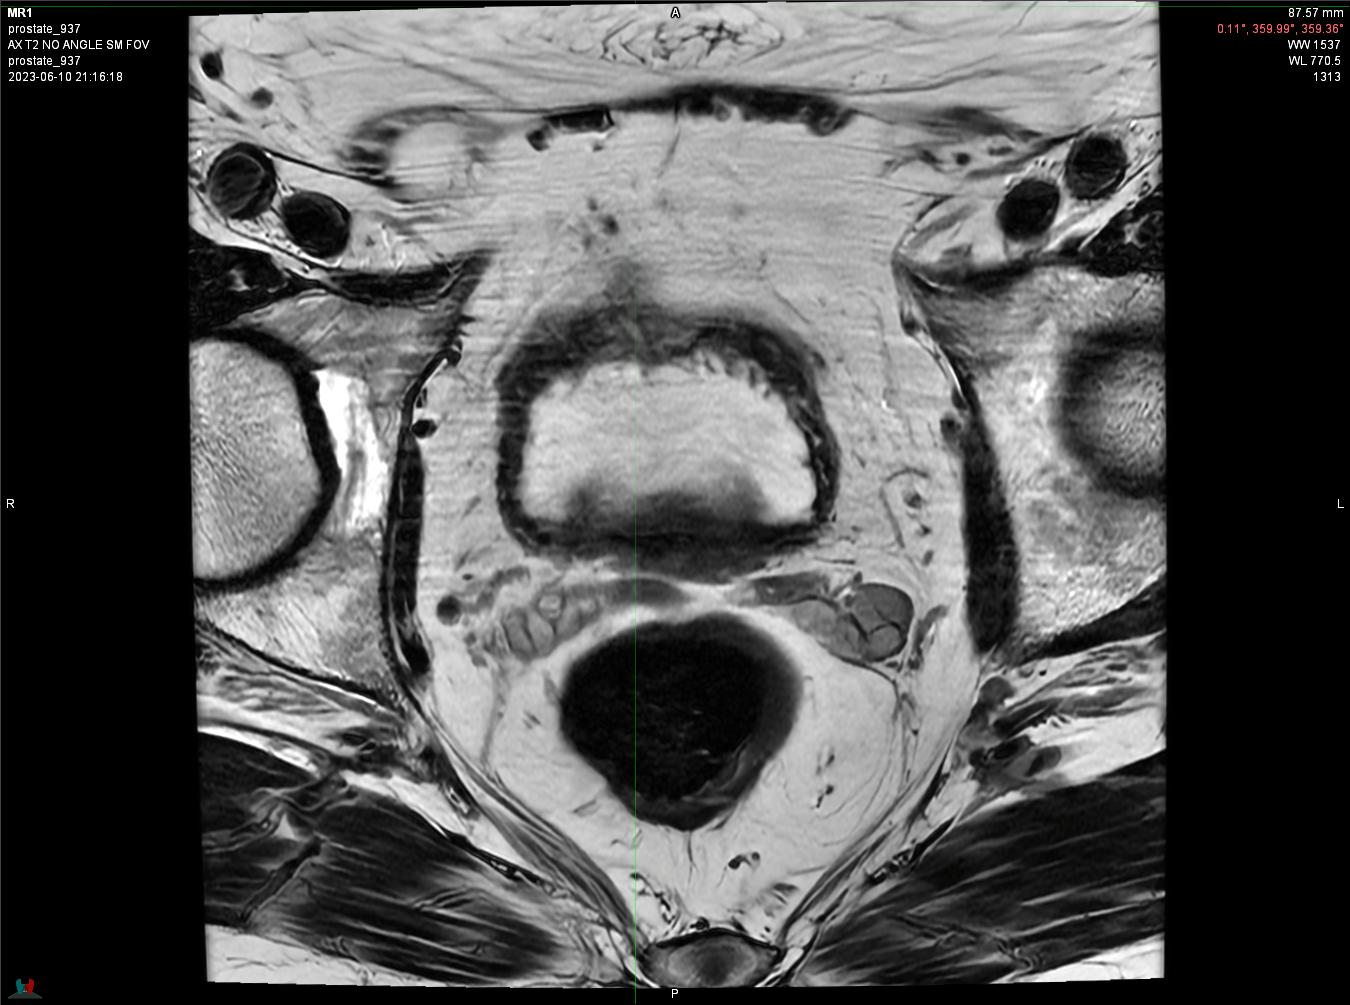 MR1
prostate_937
AX T2 NO ANGLE SM FOV
prostate_937
2023-06-10 21:16:18
A
87.57 mm
0.11°, 359.99°, 359.36°
WW 1537
WL 770.5
1313
R
L
P